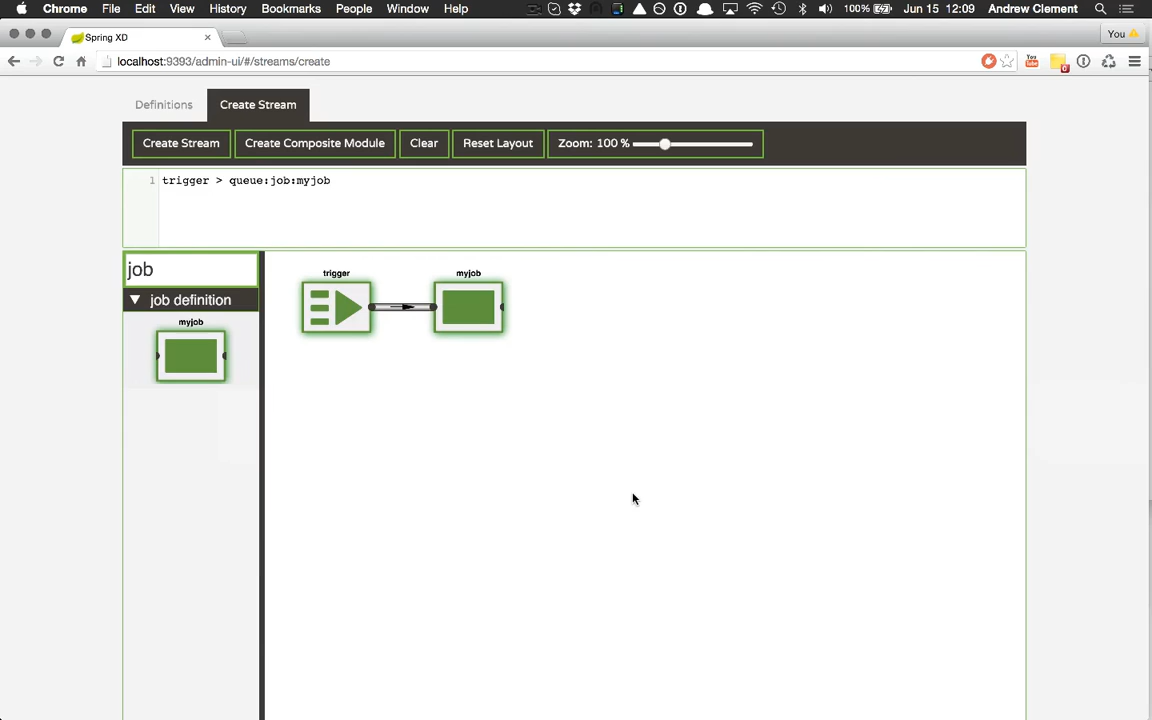 Chrome File Edit View History Bookmarks People Window Help 100% Jun 15 12:09 Andrew Clement
Spring XD
You
localhost:9393/admin-ui/#/streams/create
Definitions Create Stream
Create Stream Create Composite Module Clear Reset Layout Zoom: 100 %
1 trigger > queue:job:myjob
job
job definition
myjob
trigger myjob